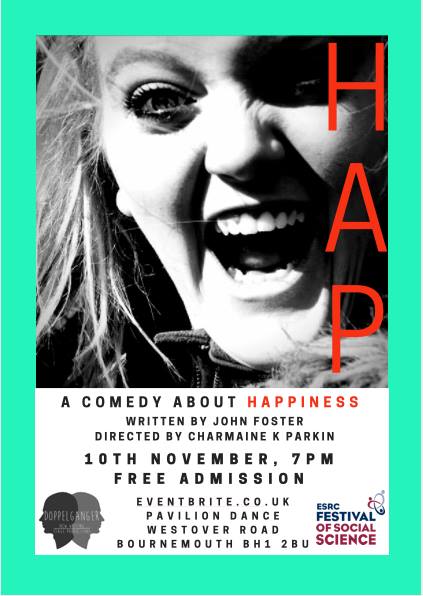 HAP
A COMEDY ABOUT HAPPINESS
WRITTEN BY JOHN FOSTER
DIRECTED BY CHARMAINE K PARKIN
10TH NOVEMBER, 7PM
FREE ADMISSION
EVENTBRITE.CO.UK
PAVILION DANCE
WESTOVER ROAD
BOURNEMOUTH BH1 2BU
DOPPELGANGER
ESRC
FESTIVAL
OF SOCIAL
SCIENCE